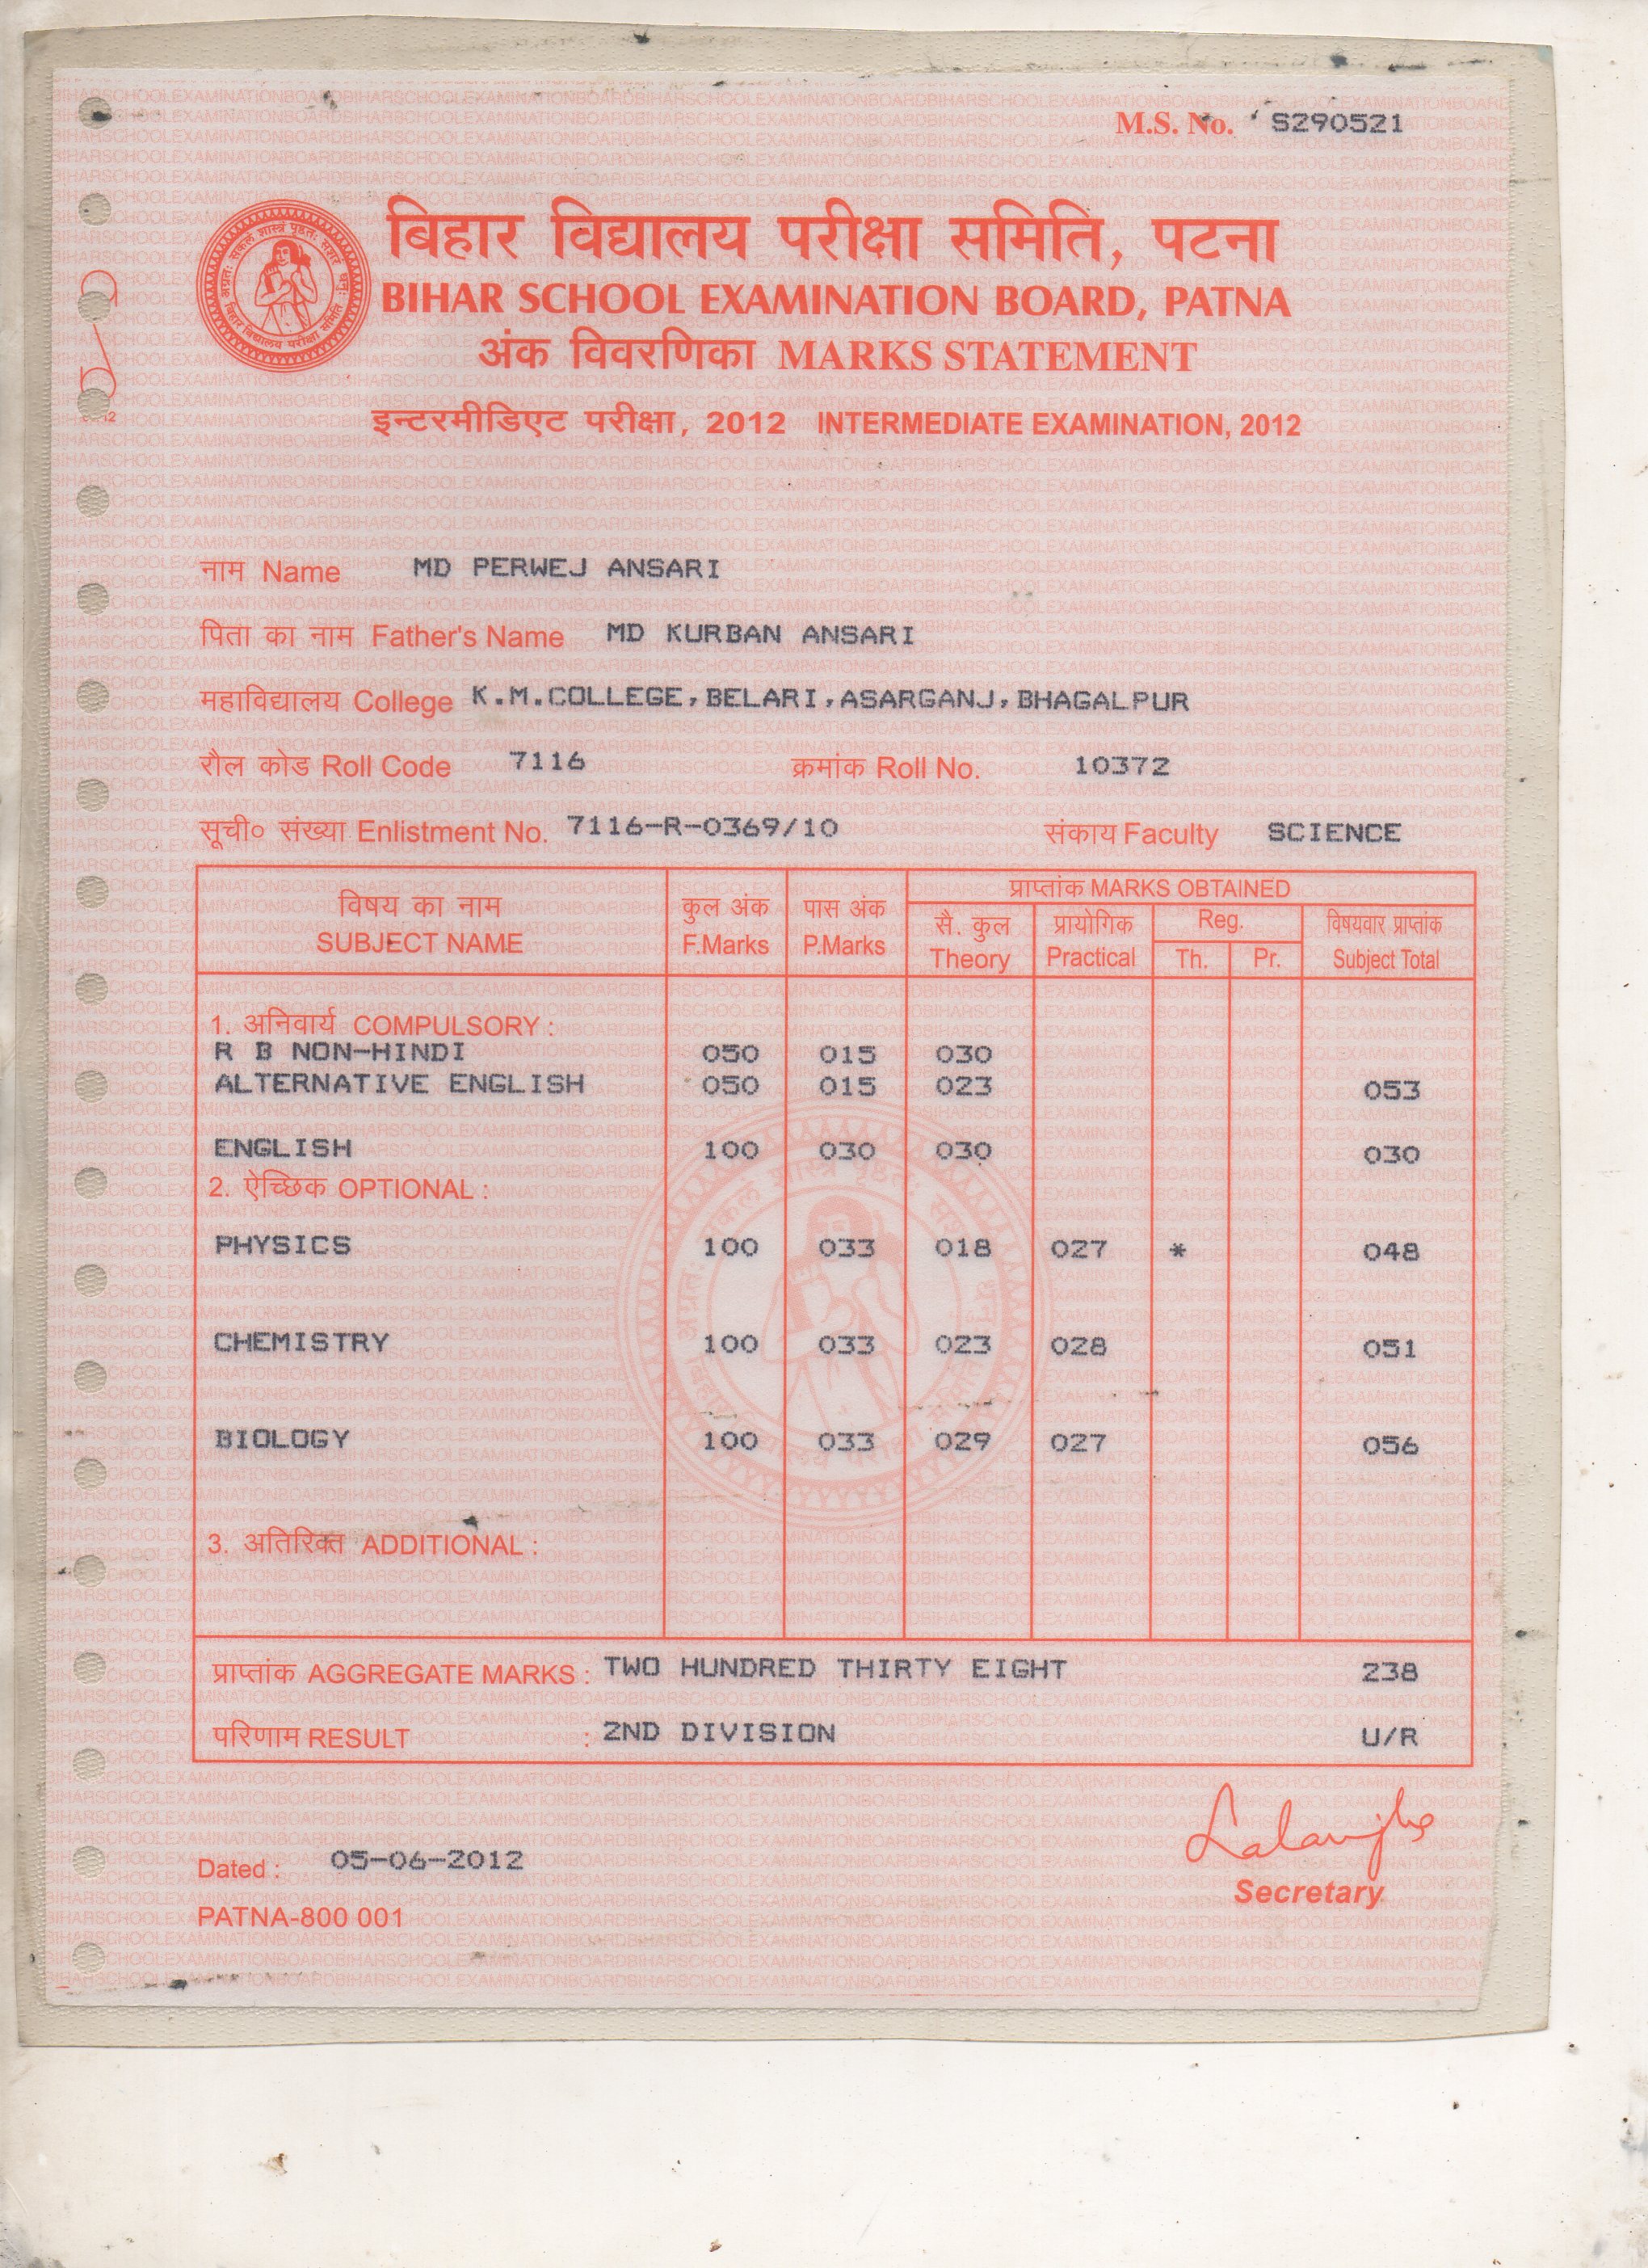 M.S. No. S290521
बिहार विद्यालय परीक्षा समिति, पटना
BIHAR SCHOOL EXAMINATION BOARD, PATNA
अंक विवरणिका MARKS STATEMENT
इन्टरमीडिएट परीक्षा, 2012 INTERMEDIATE EXAMINATION, 2012
नाम Name MD PERWEJ ANSARI
पिता का नाम Father's Name MD KURBAN ANSARI
महाविद्यालय College K.M.COLLEGE,BELARI,ASARGANJ,BHAGALPUR
रौल कोड Roll Code 7116 क्रमांक Roll No. 10372
सूची० संख्या Enlistment No. 7116-R-0369/10 संकाय Faculty SCIENCE
प्राप्तांक MARKS OBTAINED
विषय का नाम कुल अंक पास अंक सै. कुल प्रायोगिक Reg. विषयवार प्राप्तांक
SUBJECT NAME F.Marks P.Marks Theory Practical Th. Pr. Subject Total
1. अनिवार्य COMPULSORY :
R B NON-HINDI 050 015 030
ALTERNATIVE ENGLISH 050 015 023 053
ENGLISH 100 030 030 030
2. ऐच्छिक OPTIONAL :
PHYSICS 100 033 018 027 * 048
CHEMISTRY 100 033 023 028 051
BIOLOGY 100 033 029 027 056
3. अतिरिक्त ADDITIONAL :
प्राप्तांक AGGREGATE MARKS : TWO HUNDRED THIRTY EIGHT 238
परिणाम RESULT : 2ND DIVISION U/R
Dated : 05-06-2012
Secretary
PATNA-800 001